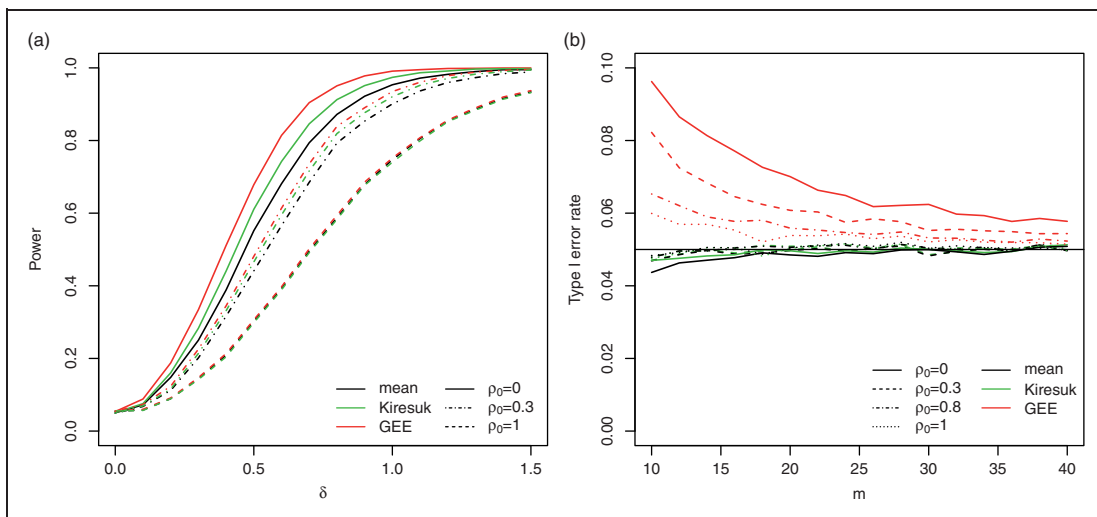 (a)
Power
1.0
0.8
0.6
0.4
0.2
0.0
mean
Kiresuk
GEE
ρ₀=0
ρ₀=0.3
ρ₀=1
0.0 0.5 1.0 1.5
δ
(b)
Type I error rate
0.10
0.08
0.06
0.04
0.02
0.00
ρ₀=0
ρ₀=0.3
ρ₀=0.8
ρ₀=1
mean
Kiresuk
GEE
10 15 20 25 30 35 40
m